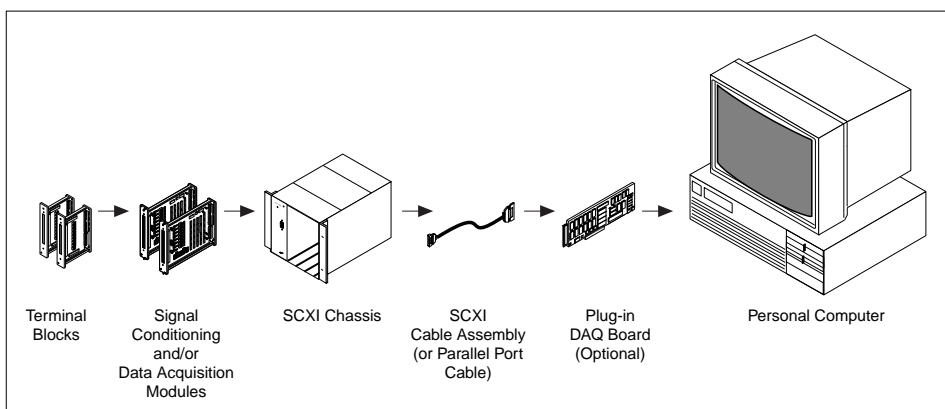 Terminal
Blocks
Signal
Conditioning
and/or
Data Acquisition
Modules
SCXI Chassis
SCXI
Cable Assembly
(or Parallel Port
Cable)
Plug-in
DAQ Board
(Optional)
Personal Computer